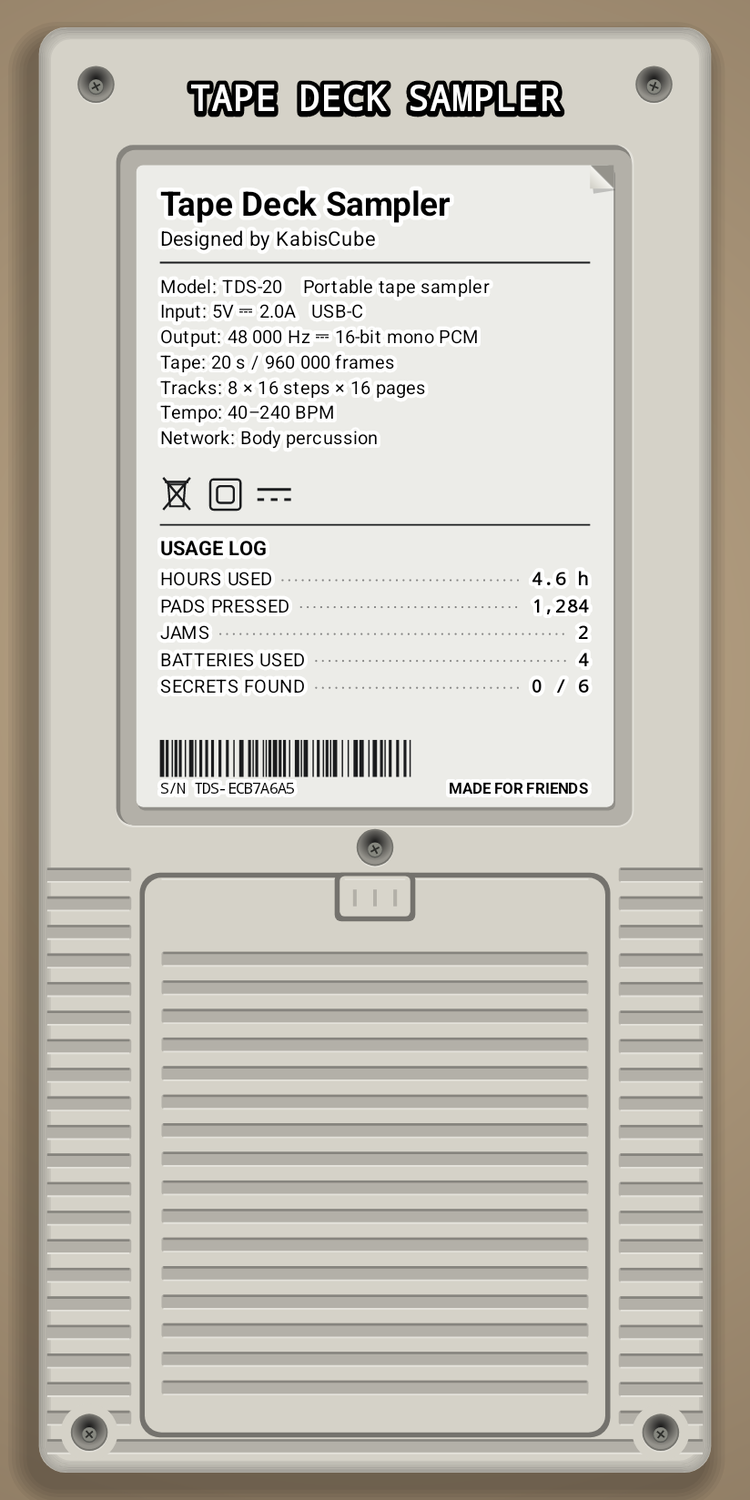 TAPE DECK SAMPLER
Tape Deck Sampler
Designed by KabisCube
Model: TDS-20 Portable tape sampler
Input: 5V ⎓ 2.0A USB-C
Output: 48 000 Hz ⎓ 16-bit mono PCM
Tape: 20 s / 960 000 frames
Tracks: 8 × 16 steps × 16 pages
Tempo: 40–240 BPM
Network: Body percussion
USAGE LOG
HOURS USED 4.6 h
PADS PRESSED 1,284
JAMS 2
BATTERIES USED 4
SECRETS FOUND 0 / 6
S/N TDS-ECB7A6A5 MADE FOR FRIENDS